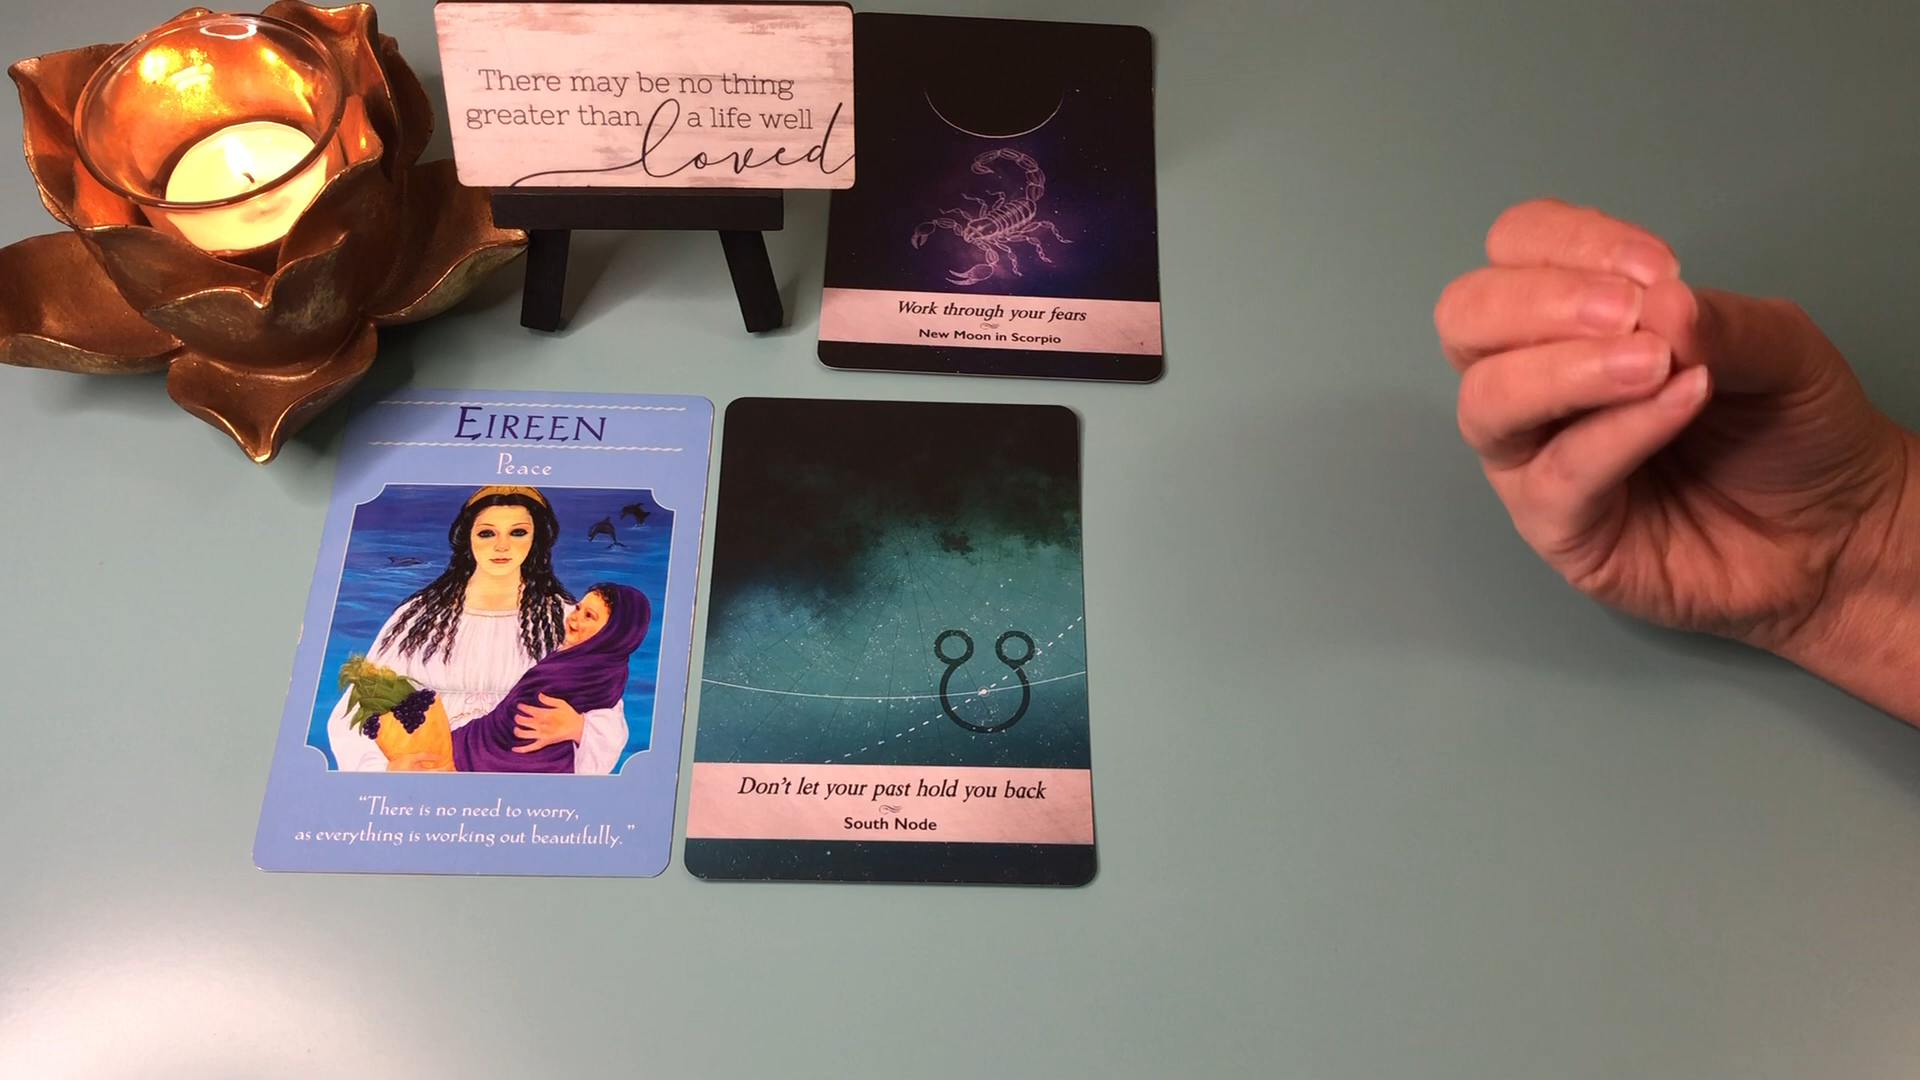 There may be no thing
greater than a life well
loved
Work through your fears
New Moon in Scorpio
EIREEN
Peace
“There is no need to worry,
as everything is working out beautifully.”
Don't let your past hold you back
South Node